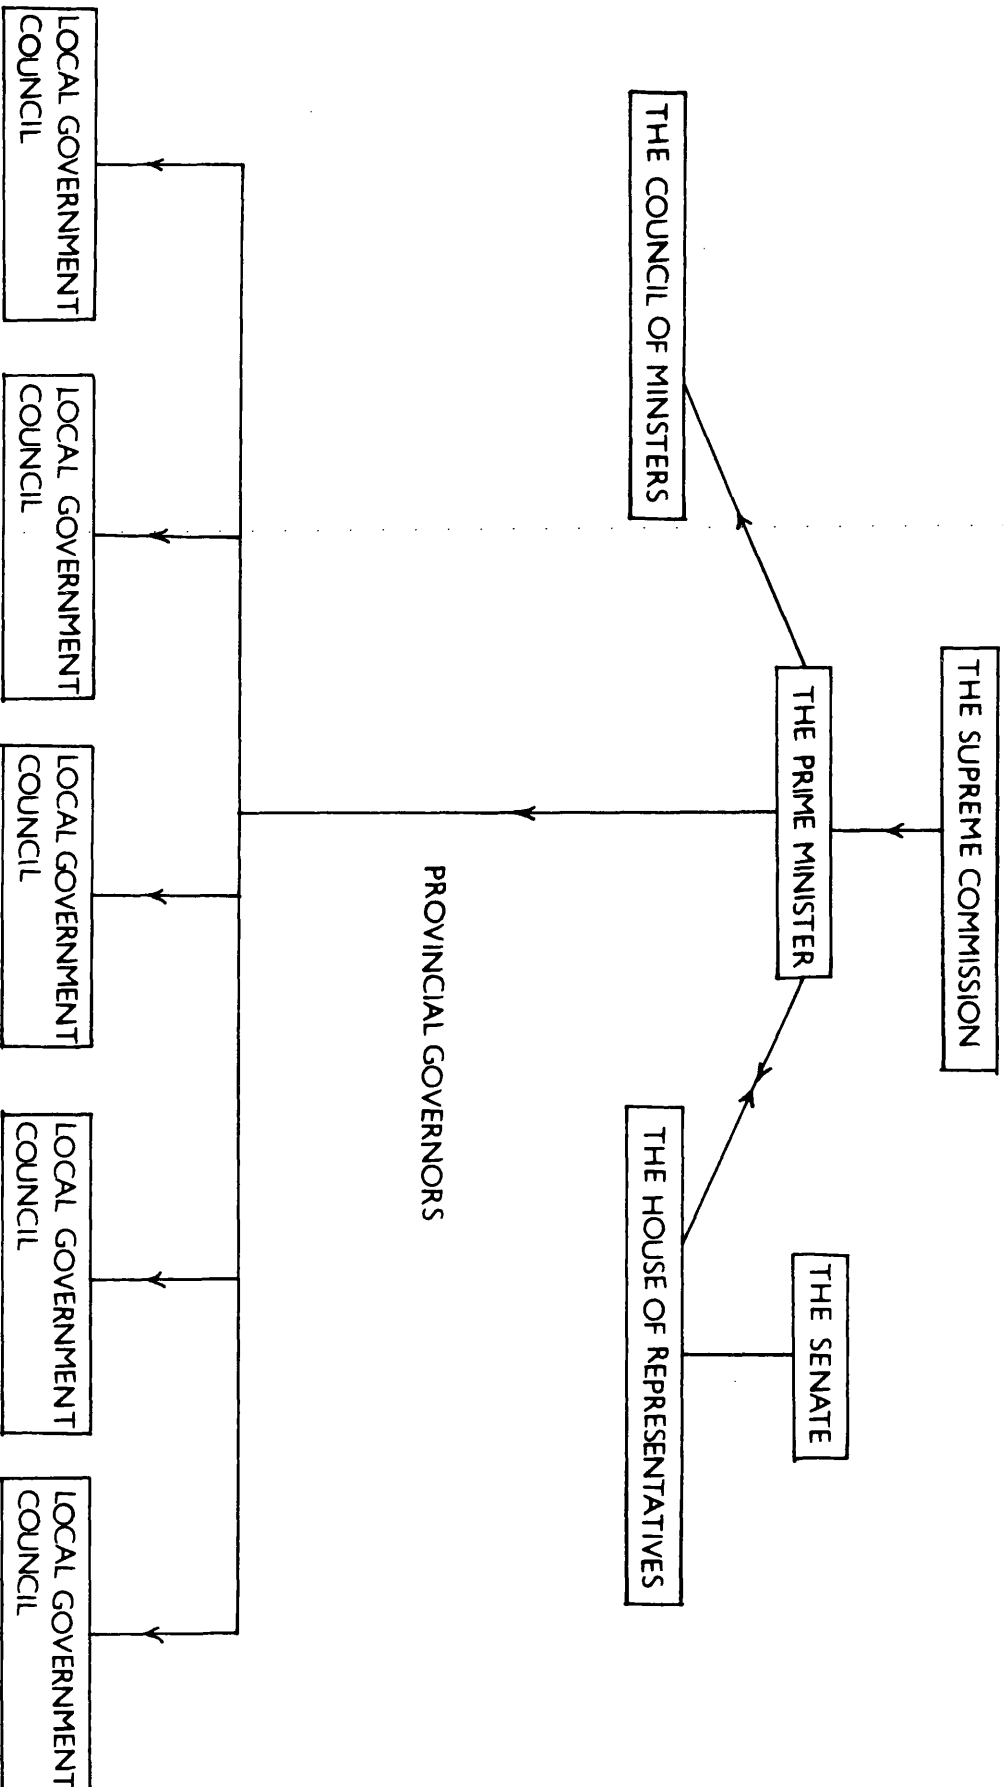 THE SUPREME COMMISSION
THE PRIME MINISTER
THE SENATE
THE COUNCIL OF MINSTERS
THE HOUSE OF REPRESENTATIVES
PROVINCIAL GOVERNORS
LOCAL GOVERNMENT
COUNCIL
LOCAL GOVERNMENT
COUNCIL
LOCAL GOVERNMENT
COUNCIL
LOCAL GOVERNMENT
COUNCIL
LOCAL GOVERNMENT
COUNCIL